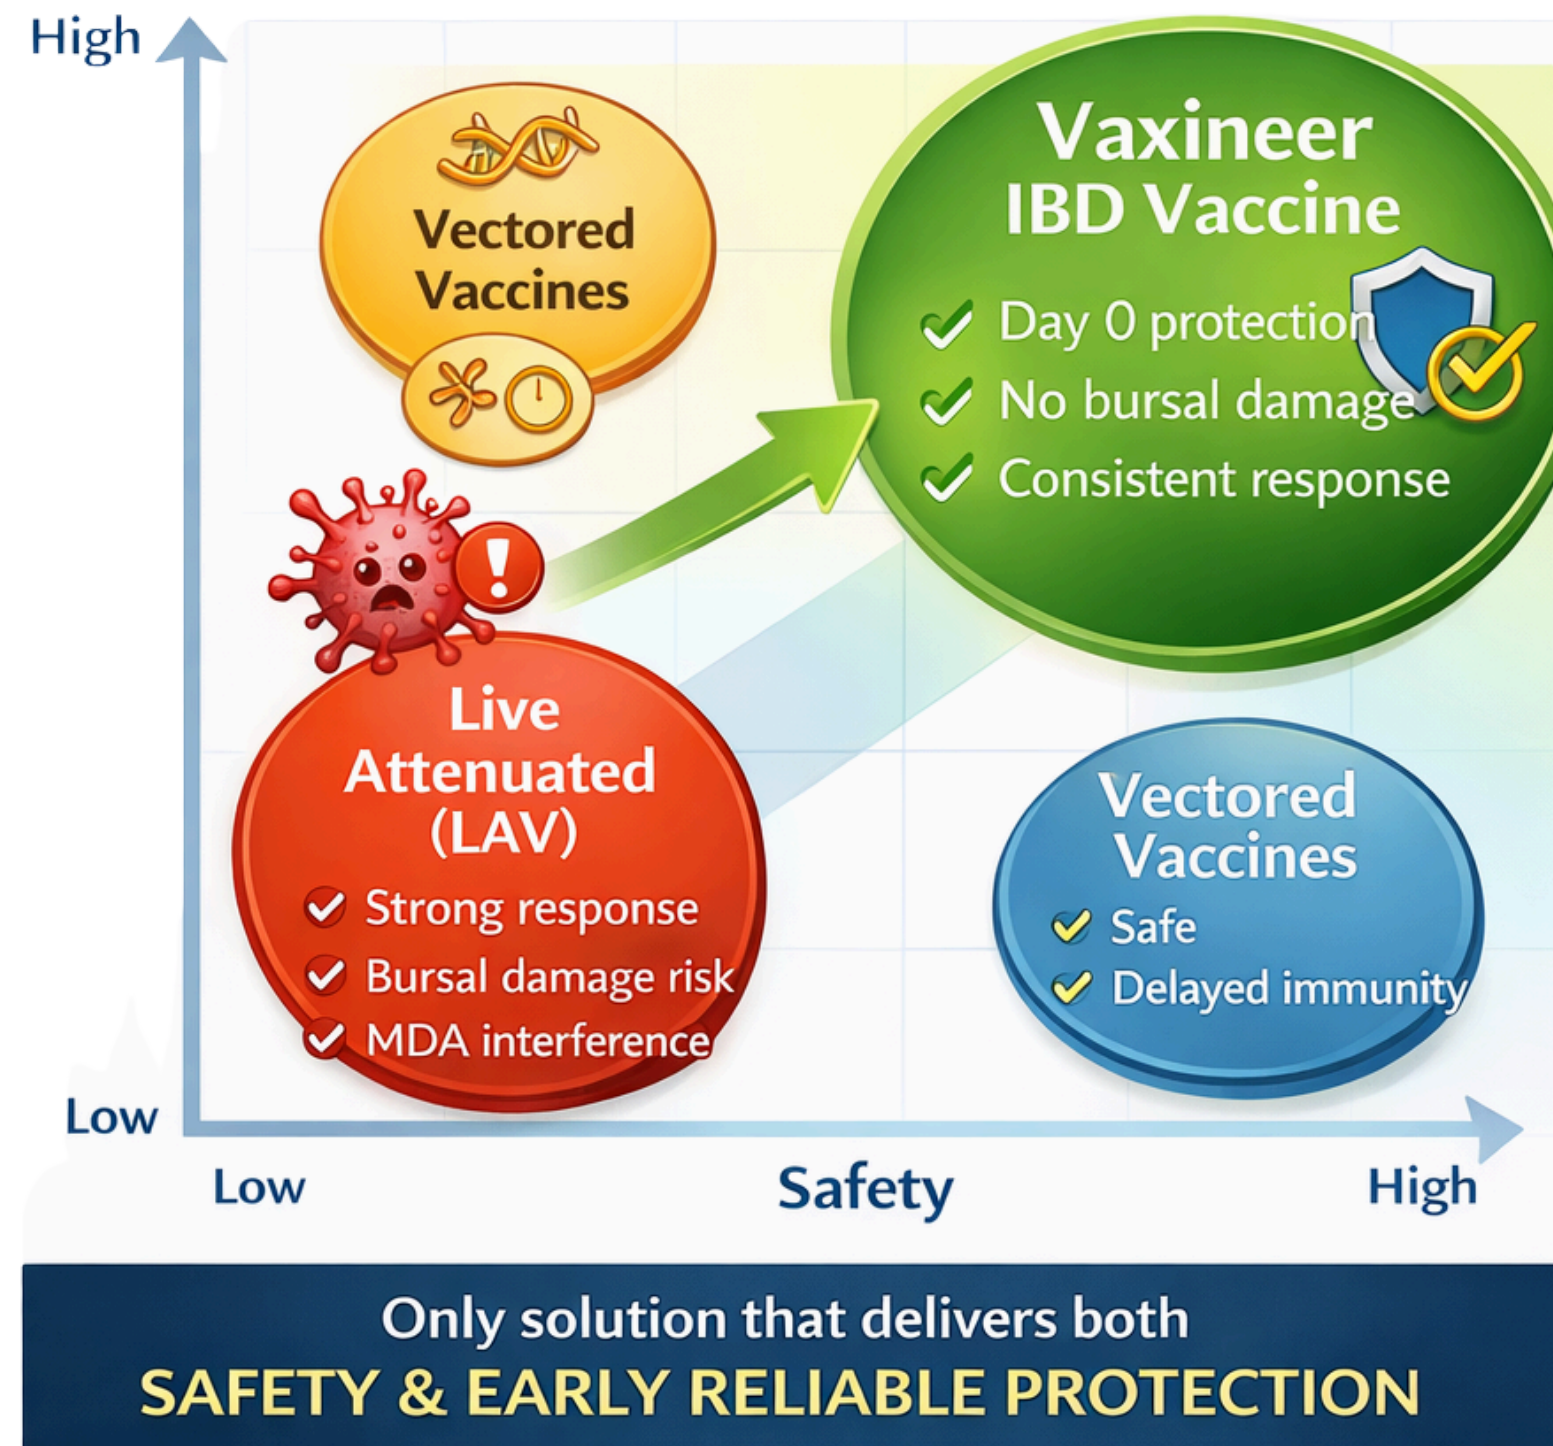 High
Vectored
Vaccines
Vaxineer
IBD Vaccine
Day 0 protection
No bursal damage
Consistent response
!
Live
Attenuated
(LAV)
Strong response
Bursal damage risk
MDA interference
Vectored
Vaccines
Safe
Delayed immunity
Low
Low
Safety
High
Only solution that delivers both
SAFETY & EARLY RELIABLE PROTECTION